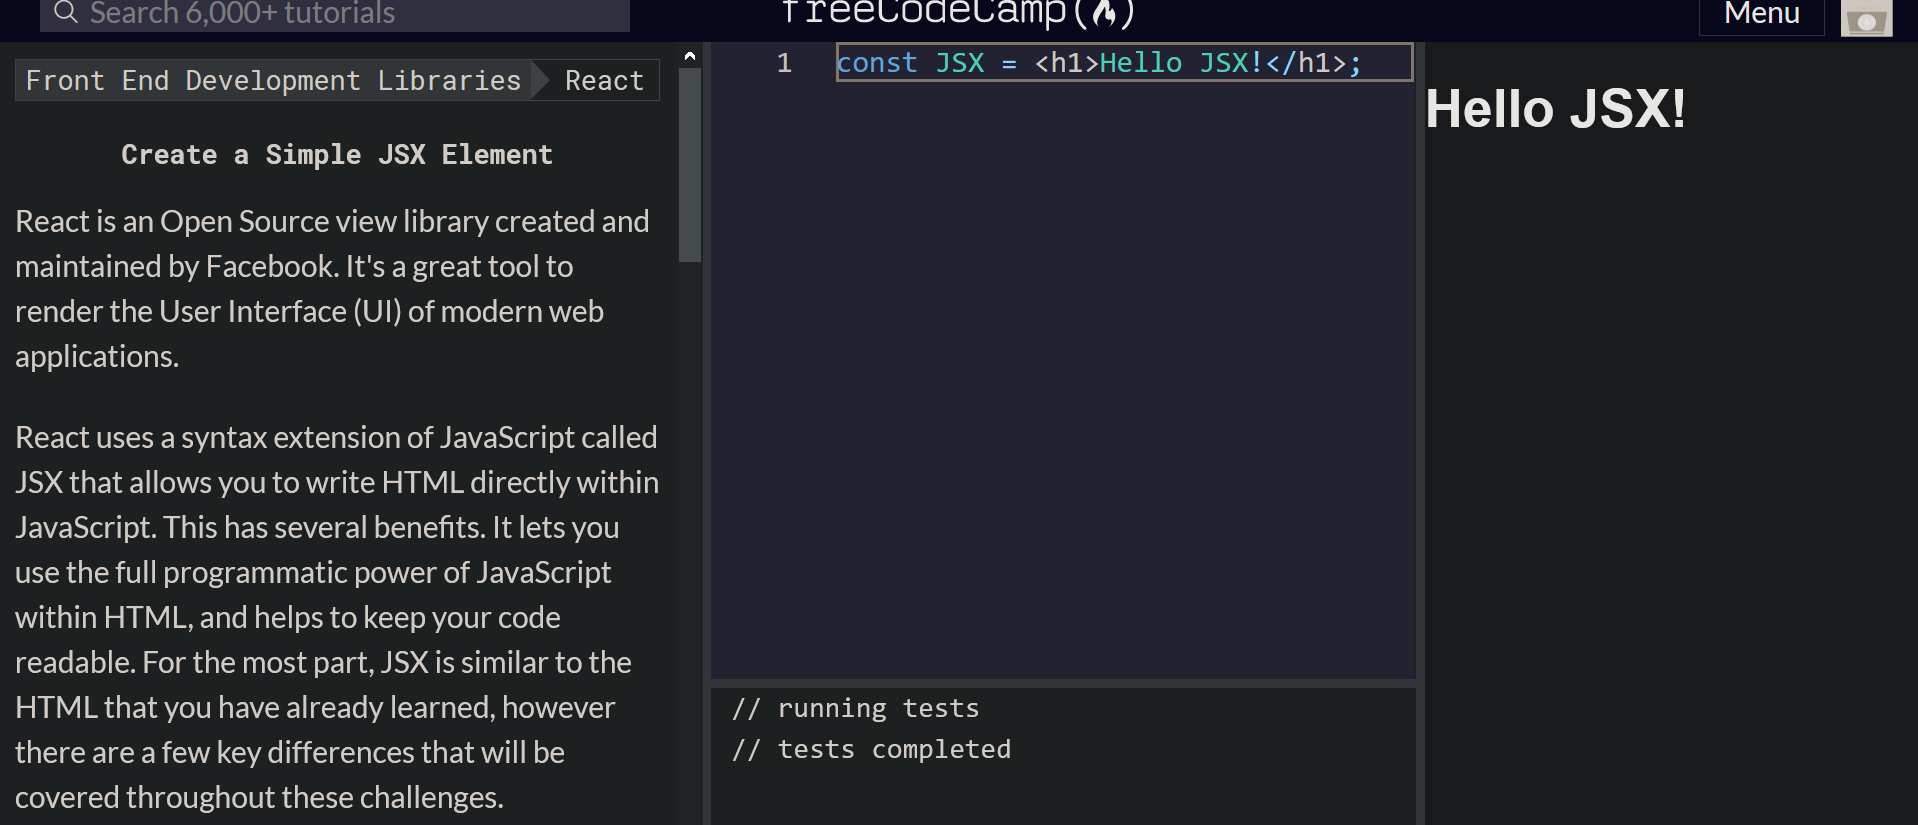 Search 6,000+ tutorials
freeCodeCamp(
Menu
Front End Development Libraries
React
Create a Simple JSX Element
React is an Open Source view library created and
maintained by Facebook. It's a great tool to
render the User Interface (UI) of modern web
applications.
React uses a syntax extension of JavaScript called
JSX that allows you to write HTML directly within
JavaScript. This has several benefits. It lets you
use the full programmatic power of JavaScript
within HTML, and helps to keep your code
readable. For the most part, JSX is similar to the
HTML that you have already learned, however
there are a few key differences that will be
covered throughout these challenges.
1 const JSX = <h1>Hello JSX!</h1>;
// running tests
// tests completed
Hello JSX!